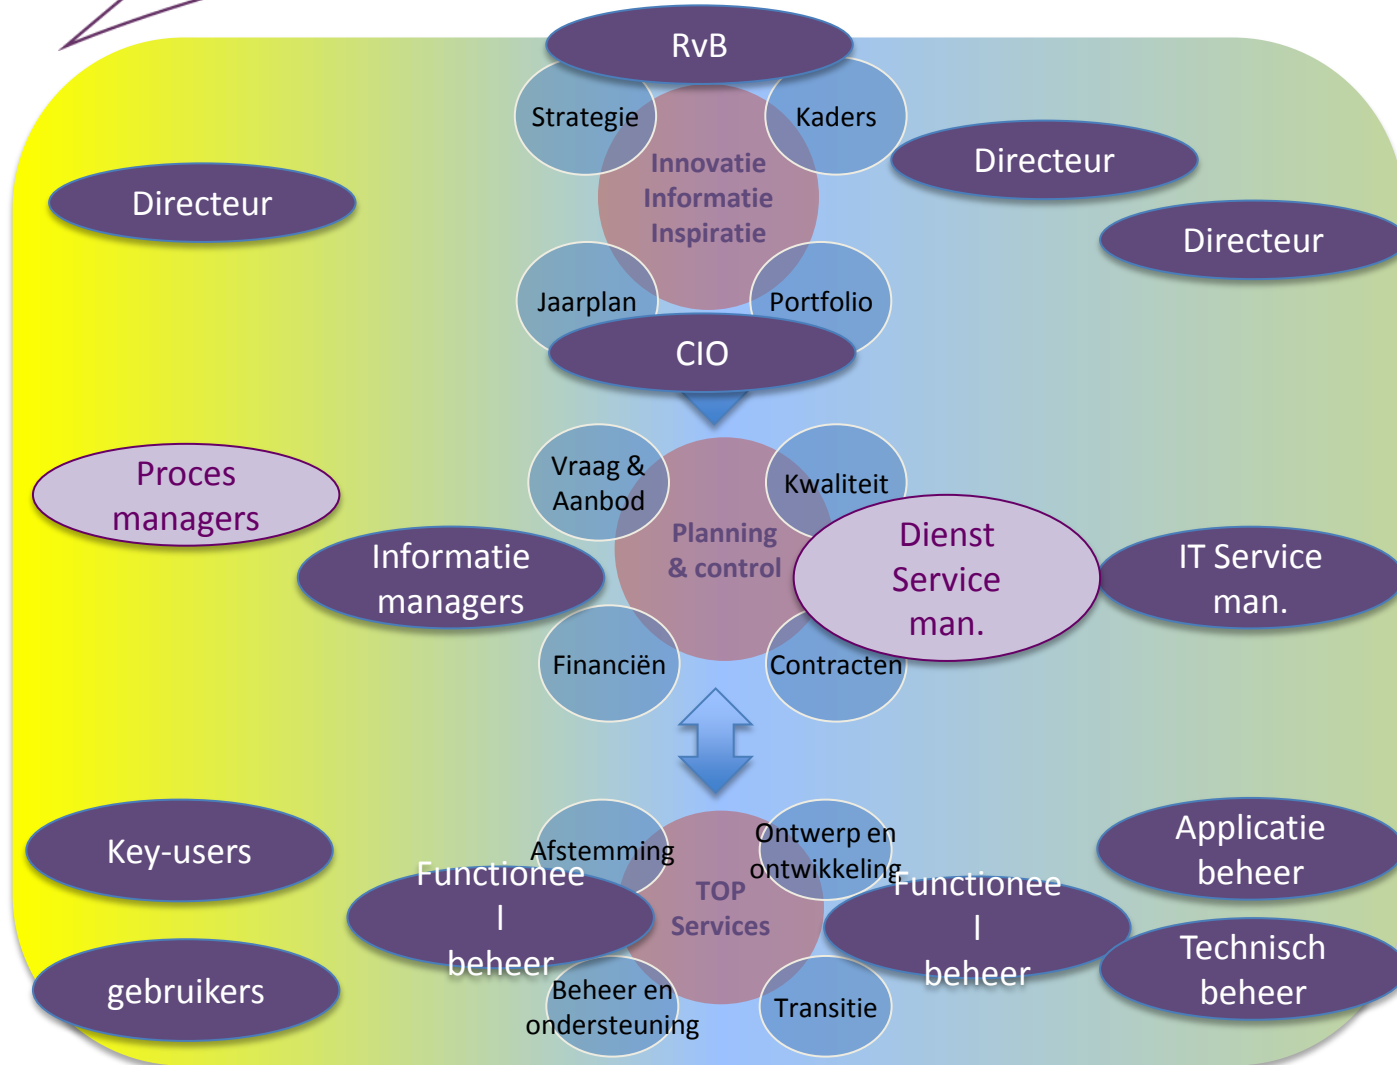 RvB
Strategie
Kaders
Innovatie
Informatie
Inspiratie
Directeur
Directeur
Directeur
Jaarplan
Portfolio
CIO
Proces
managers
Vraag &
Aanbod
Kwaliteit
Planning
& control
Informatie
managers
Dienst
Service
man.
IT Service
man.
Financiën
Contracten
Key-users
Afstemming
Ontwerp en
ontwikkeling
Applicatie
beheer
Functionee
l
beheer
TOP
Services
Functionee
l
beheer
Technisch
beheer
gebruikers
Beheer en
ondersteuning
Transitie